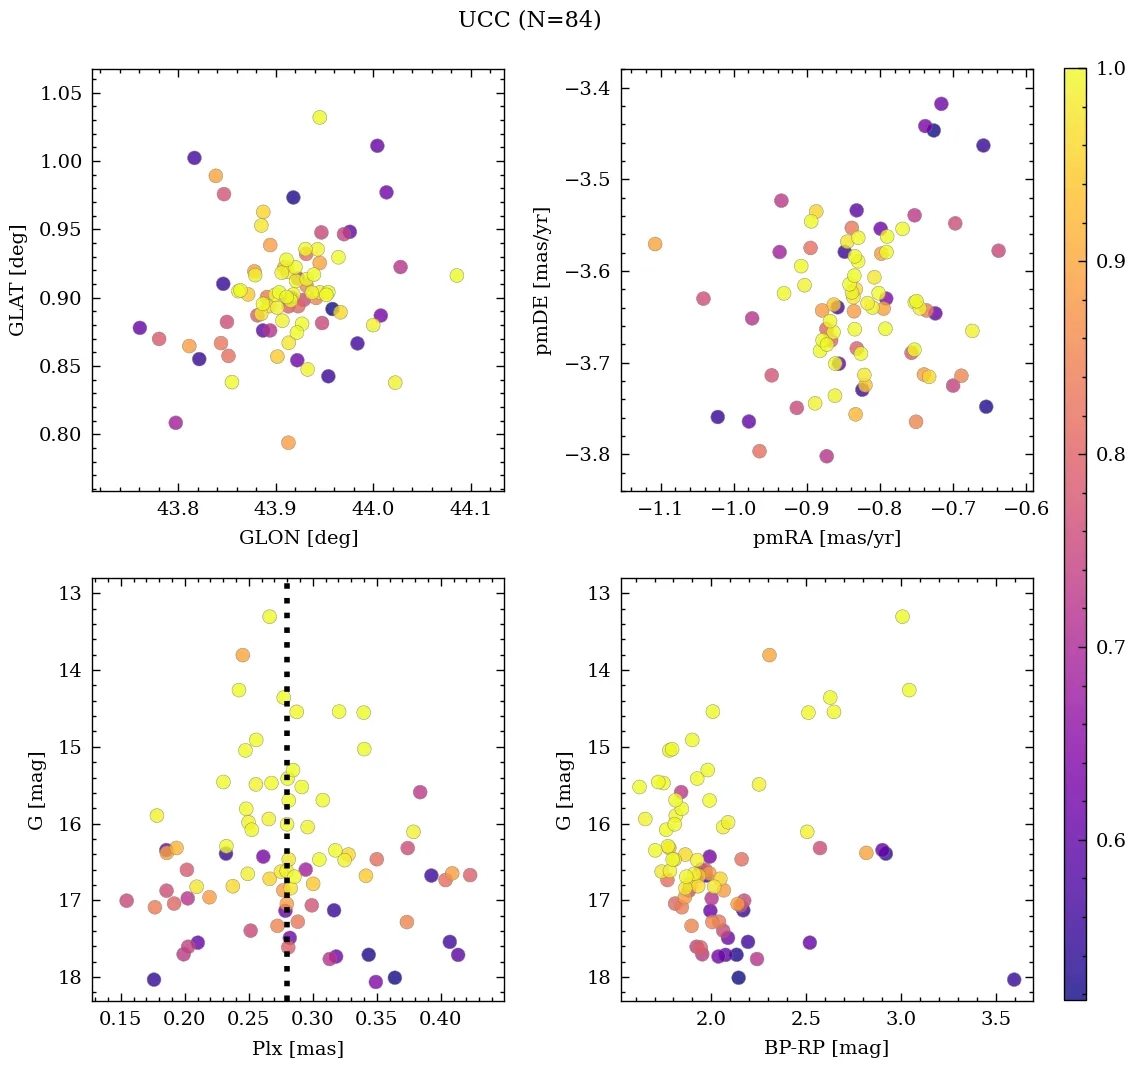 UCC (N=84)
1.05
1.00
0.95
0.90
0.85
0.80
GLAT [deg]
43.8 43.9 44.0 44.1
GLON [deg]
−3.4
−3.5
−3.6
−3.7
−3.8
pmDE [mas/yr]
−1.1 −1.0 −0.9 −0.8 −0.7 −0.6
pmRA [mas/yr]
13
14
15
16
17
18
G [mag]
0.15 0.20 0.25 0.30 0.35 0.40
Plx [mas]
13
14
15
16
17
18
G [mag]
2.0 2.5 3.0 3.5
BP-RP [mag]
1.0
0.9
0.8
0.7
0.6